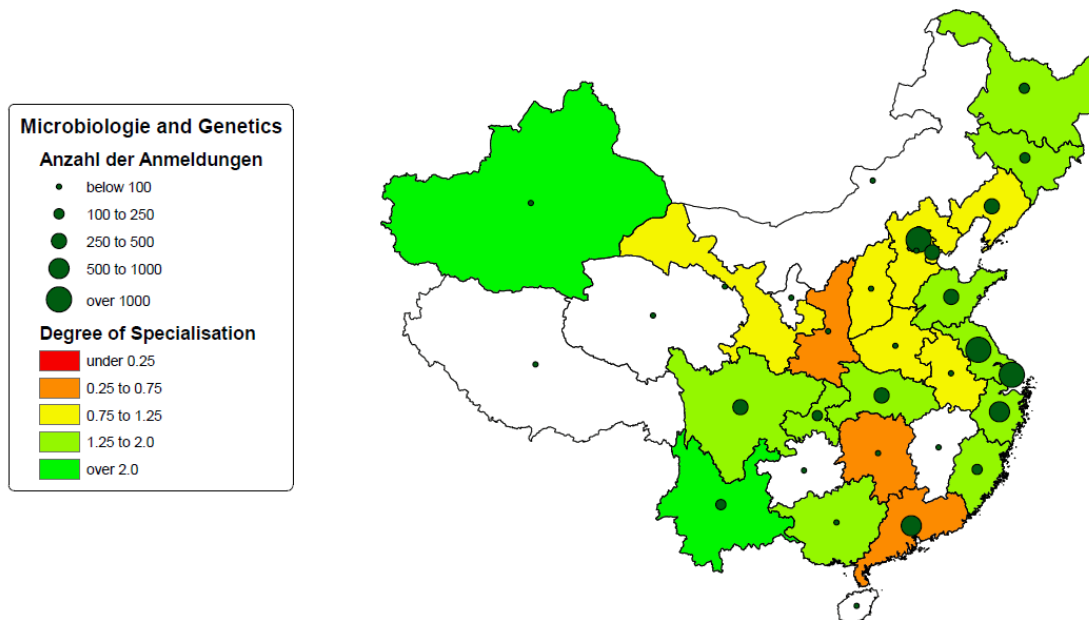 Microbiologie and Genetics
Anzahl der Anmeldungen
below 100
100 to 250
250 to 500
500 to 1000
over 1000
Degree of Specialisation
under 0.25
0.25 to 0.75
0.75 to 1.25
1.25 to 2.0
over 2.0